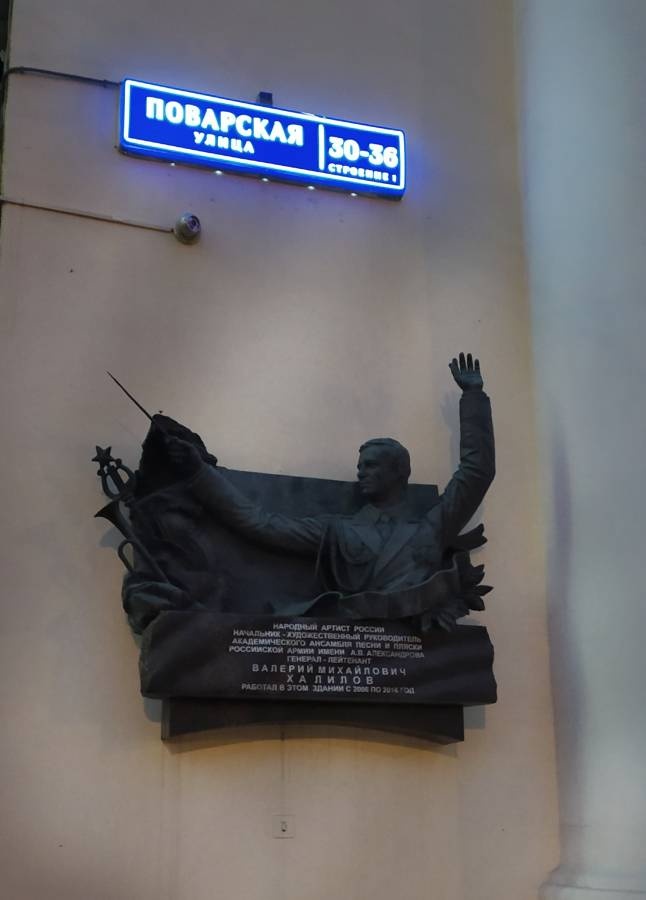 ПОВАРСКАЯ
УЛИЦА
30-36
СТРОЕНИЕ 1
НАРОДНЫЙ АРТИСТ РОССИИ
НАЧАЛЬНИК - ХУДОЖЕСТВЕННЫЙ РУКОВОДИТЕЛЬ
АКАДЕМИЧЕСКОГО АНСАМБЛЯ ПЕСНИ И ПЛЯСКИ
РОССИЙСКОЙ АРМИИ ИМЕНИ А.В. АЛЕКСАНДРОВА
ГЕНЕРАЛ - ЛЕЙТЕНАНТ
ВАЛЕРИЙ МИХАЙЛОВИЧ
ХАЛИЛОВ
РАБОТАЛ В ЭТОМ ЗДАНИИ С 2006 ПО 2016 ГОД